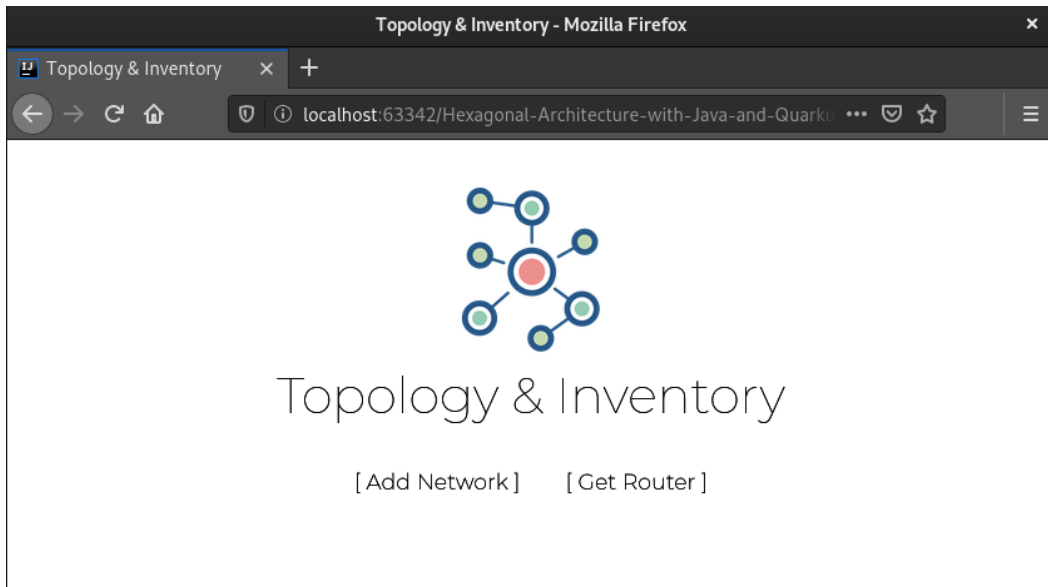 Topology & Inventory - Mozilla Firefox
Topology & Inventory
localhost:63342/Hexagonal-Architecture-with-Java-and-Quarku
Topology & Inventory
[ Add Network ] [ Get Router ]